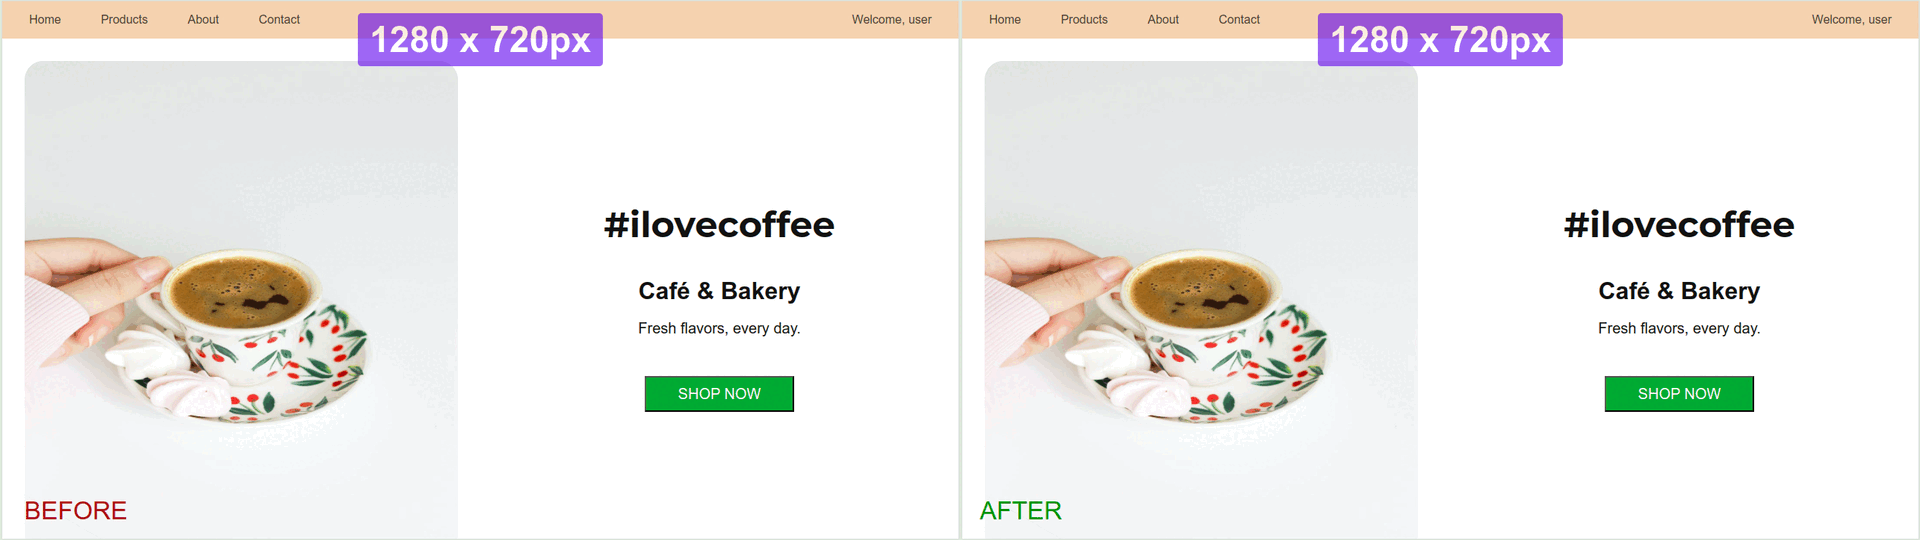 Home Products About Contact Welcome, user
1280 x 720px
#ilovecoffee
Café & Bakery
Fresh flavors, every day.
SHOP NOW
BEFORE
Home Products About Contact Welcome, user
1280 x 720px
#ilovecoffee
Café & Bakery
Fresh flavors, every day.
SHOP NOW
AFTER